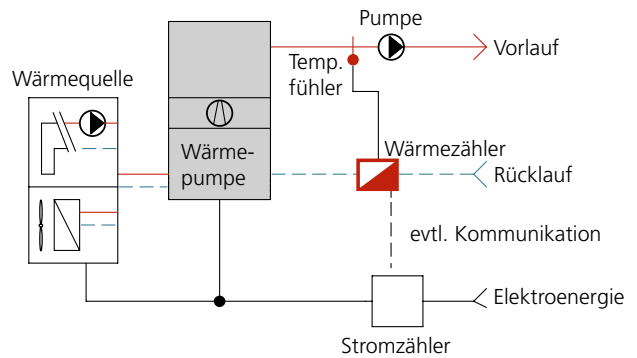 Pumpe
Vorlauf
Temp.
fühler
Wärmequelle
Wärme-
pumpe
Wärmezähler
Rücklauf
evtl. Kommunikation
Elektroenergie
Stromzähler